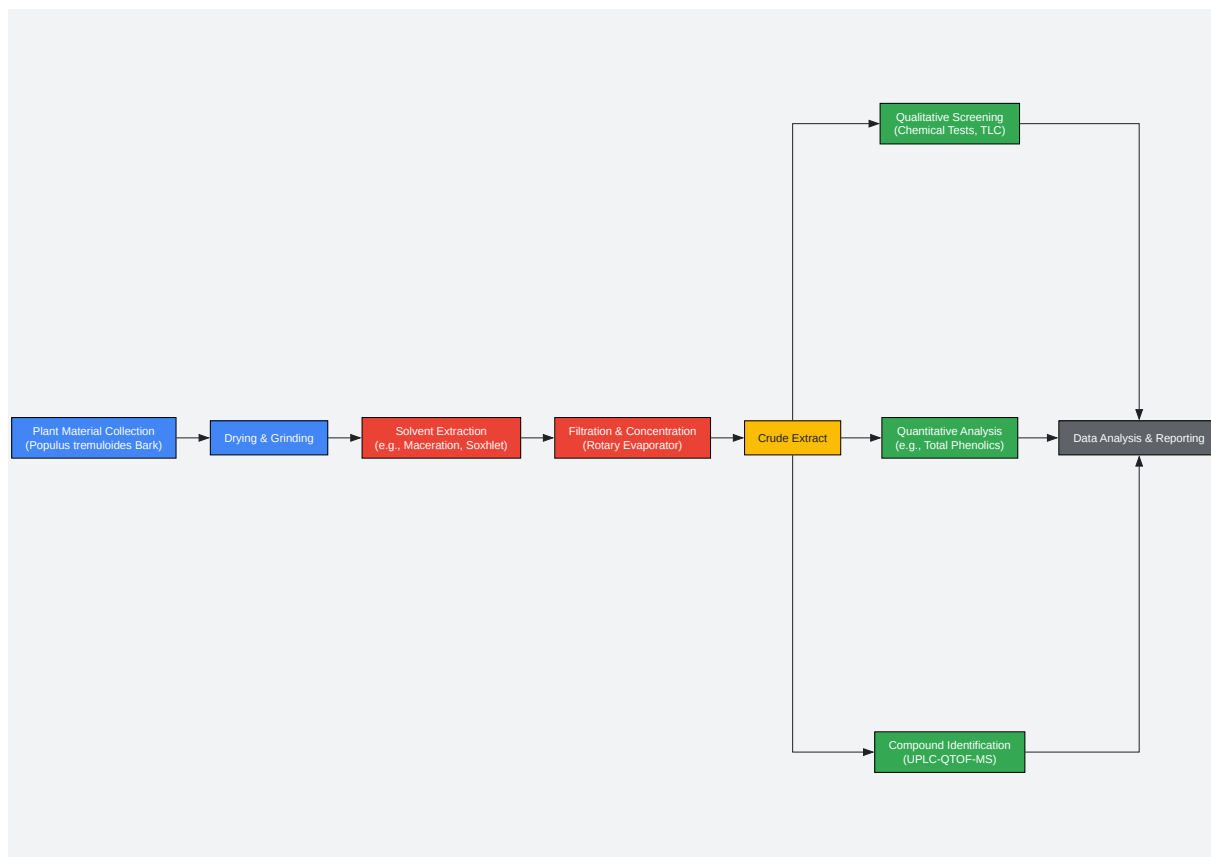 Plant Material Collection
(Populus tremuloides Bark)
Drying & Grinding
Solvent Extraction
(e.g., Maceration, Soxhlet)
Filtration & Concentration
(Rotary Evaporator)
Crude Extract
Qualitative Screening
(Chemical Tests, TLC)
Quantitative Analysis
(e.g., Total Phenolics)
Compound Identification
(UPLC-QTOF-MS)
Data Analysis & Reporting